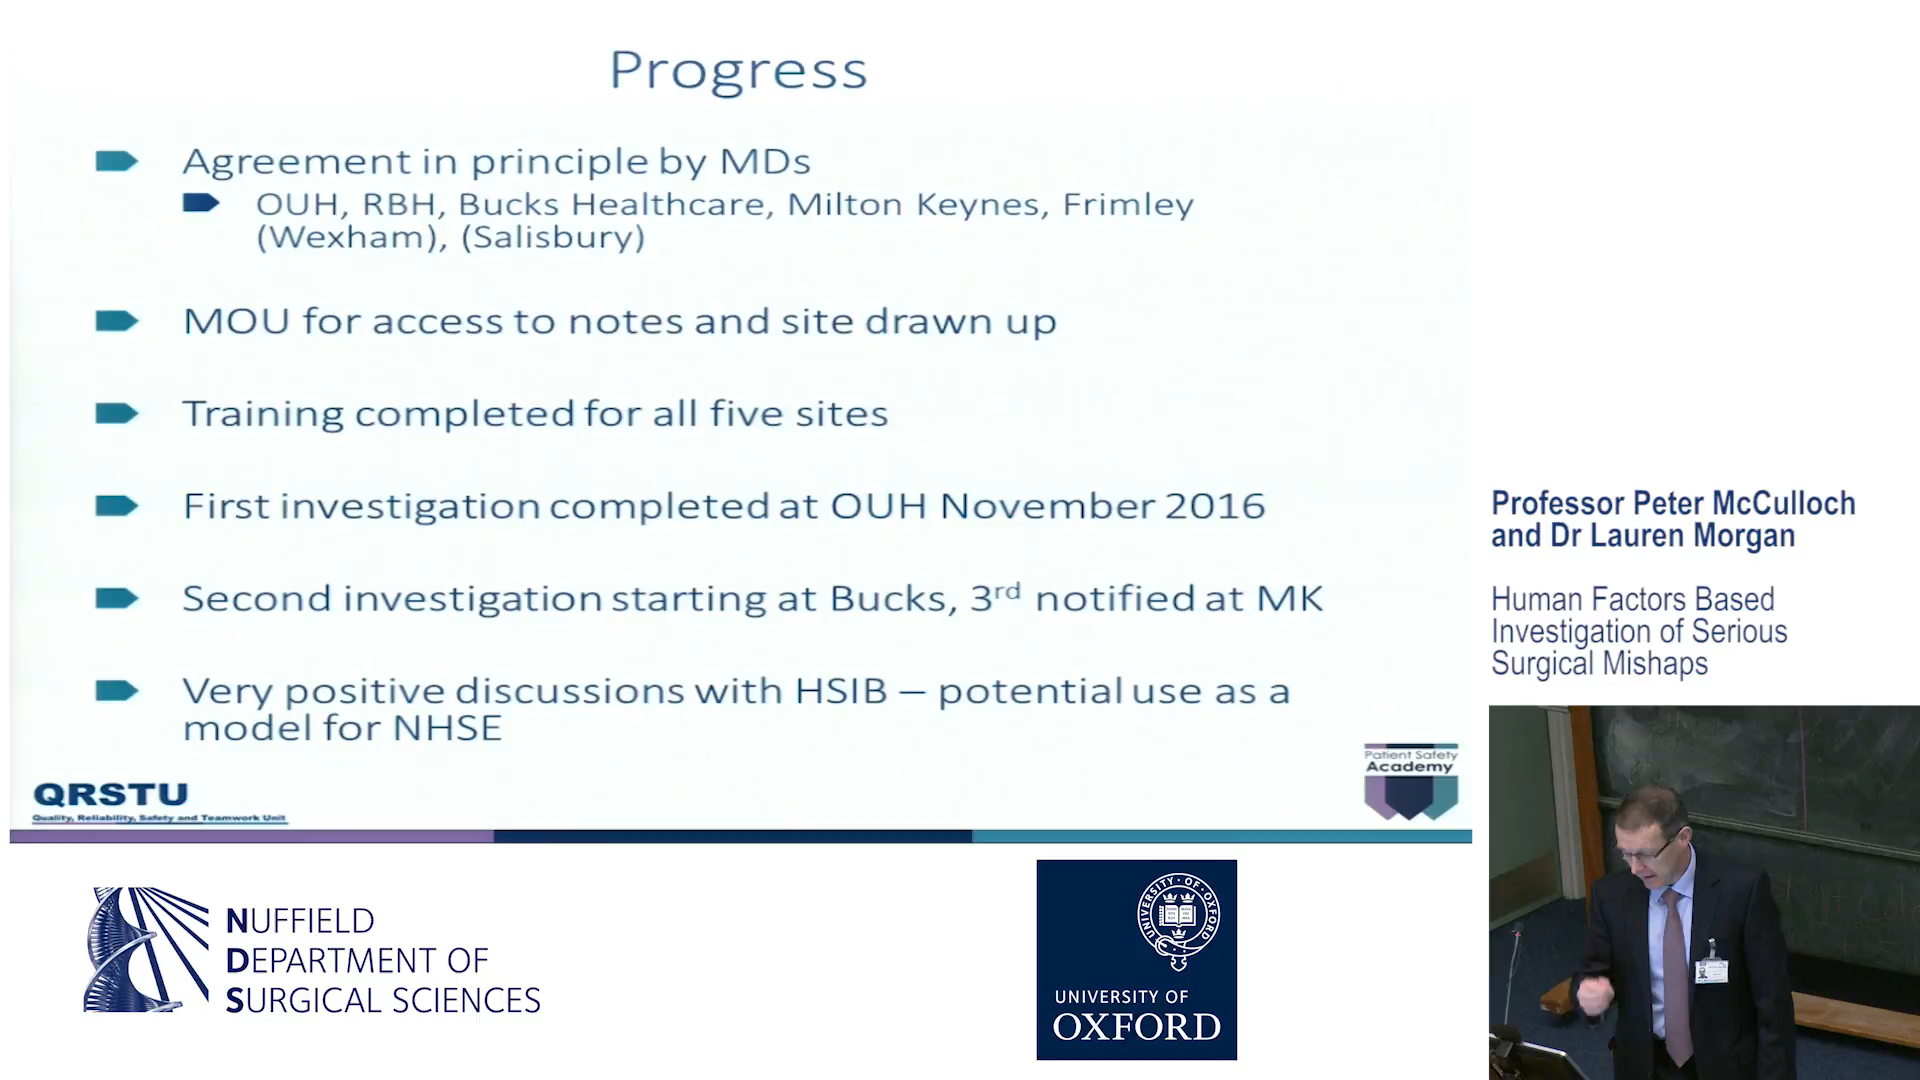 Progress
Agreement in principle by MDs
OUH, RBH, Bucks Healthcare, Milton Keynes, Frimley
(Wexham), (Salisbury)
MOU for access to notes and site drawn up
Training completed for all five sites
First investigation completed at OUH November 2016
Second investigation starting at Bucks, 3rd notified at MK
Very positive discussions with HSIB – potential use as a
model for NHSE
QRSTU
Quality, Reliability, Safety and Teamwork Unit
Patient Safety
Academy
Professor Peter McCulloch
and Dr Lauren Morgan
Human Factors Based
Investigation of Serious
Surgical Mishaps
NUFFIELD
DEPARTMENT OF
SURGICAL SCIENCES
UNIVERSITY · OF · OXFORD
UNIVERSITY OF
OXFORD